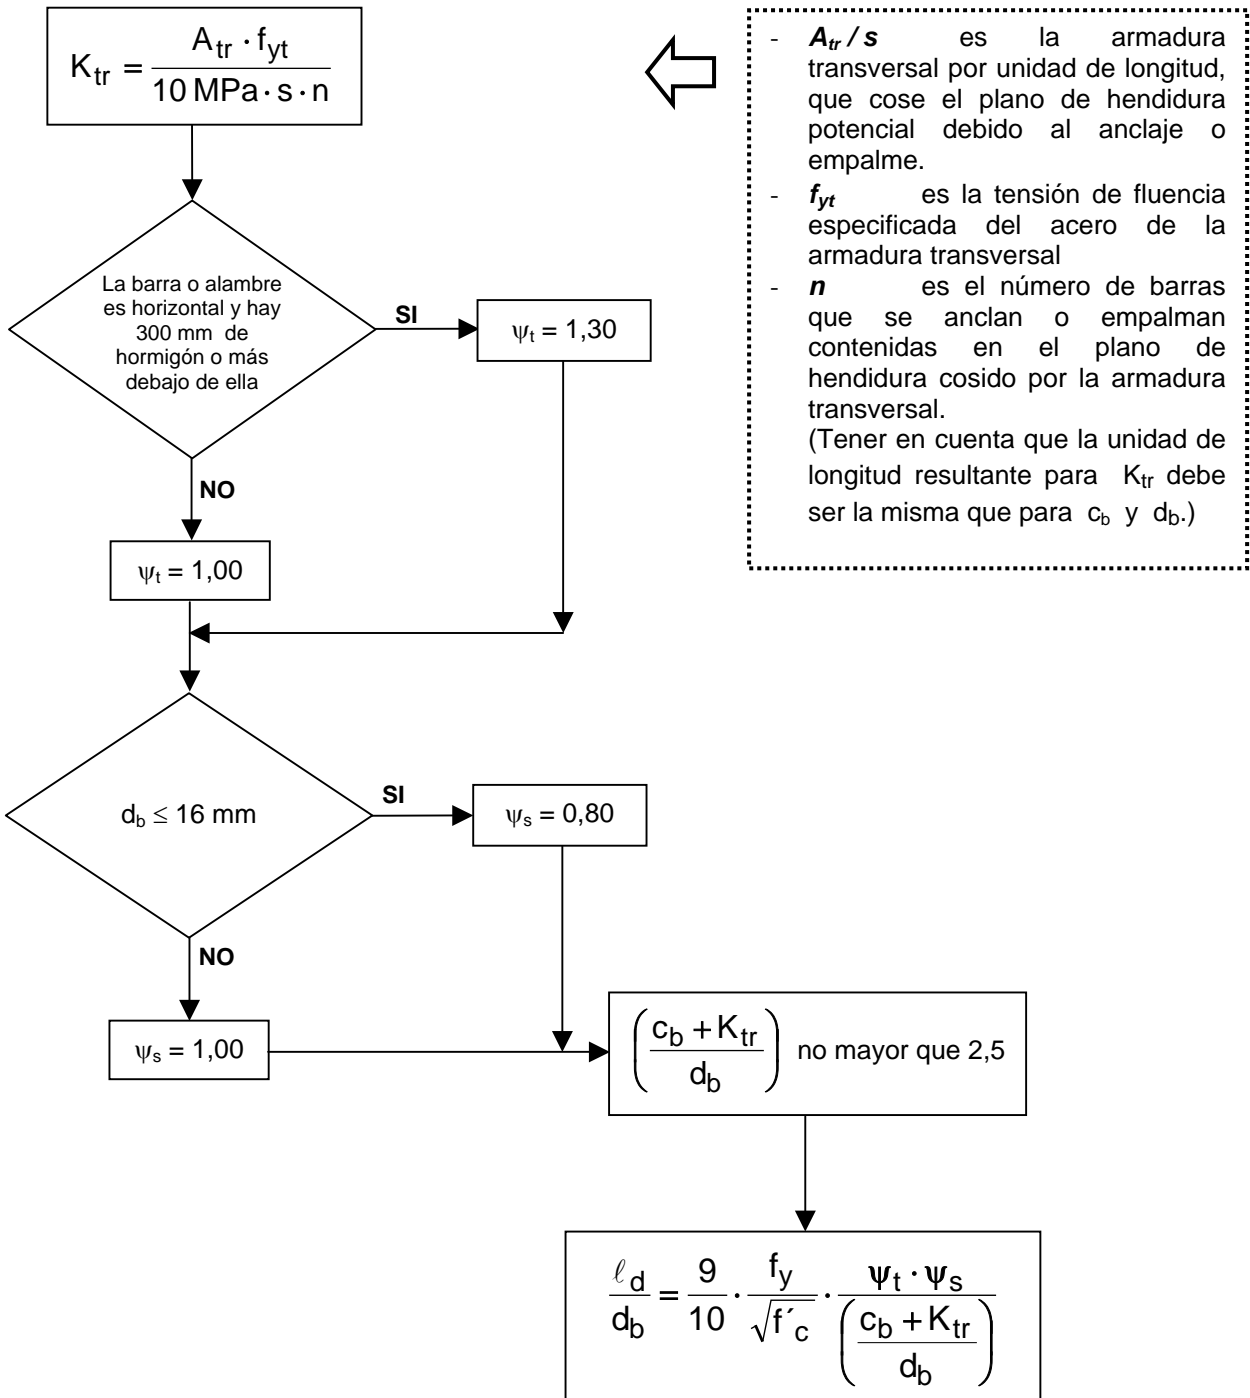 K_tr = A_tr · f_yt / 10 MPa · s · n
- A_tr / s es la armadura
transversal por unidad de longitud,
que cose el plano de hendidura
potencial debido al anclaje o
empalme.
- f_yt es la tensión de fluencia
especificada del acero de la
armadura transversal
- n es el número de barras
que se anclan o empalman
contenidas en el plano de
hendidura cosido por la armadura
transversal.
(Tener en cuenta que la unidad de
longitud resultante para K_tr debe
ser la misma que para c_b y d_b.)
La barra o alambre
es horizontal y hay
300 mm de
hormigón o más
debajo de ella
SI
ψ_t = 1,30
NO
ψ_t = 1,00
d_b ≤ 16 mm
SI
ψ_s = 0,80
NO
ψ_s = 1,00
( (c_b + K_tr) / d_b ) no mayor que 2,5
ℓ_d / d_b = 9 / 10 · f_y / √f´_c · ψ_t · ψ_s / ( (c_b + K_tr) / d_b )